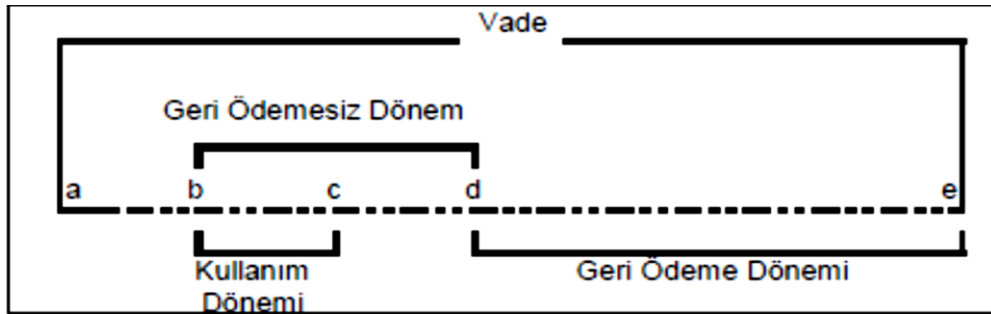 Vade
Geri Ödemesiz Dönem
a b c d e
Kullanım Dönemi
Geri Ödeme Dönemi